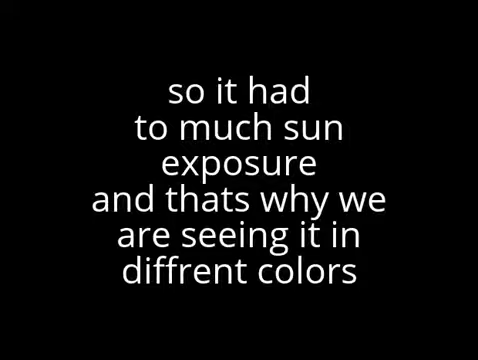 so it had
to much sun
exposure
and thats why we
are seeing it in
diffrent colors